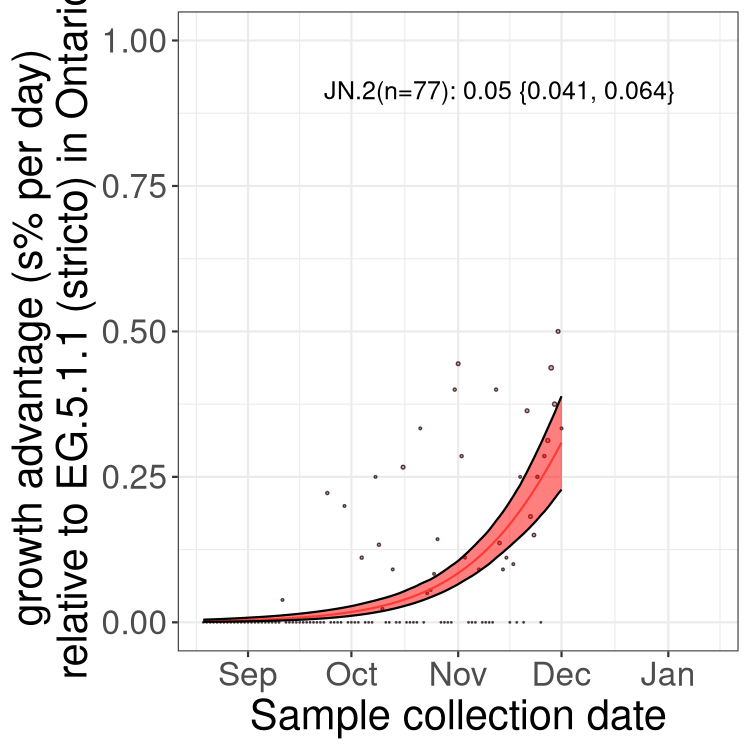 growth advantage (s% per day)
relative to EG.5.1.1 (stricto) in Ontario
1.00
0.75
0.50
0.25
0.00
JN.2(n=77): 0.05 {0.041, 0.064}
Sep Oct Nov Dec Jan
Sample collection date